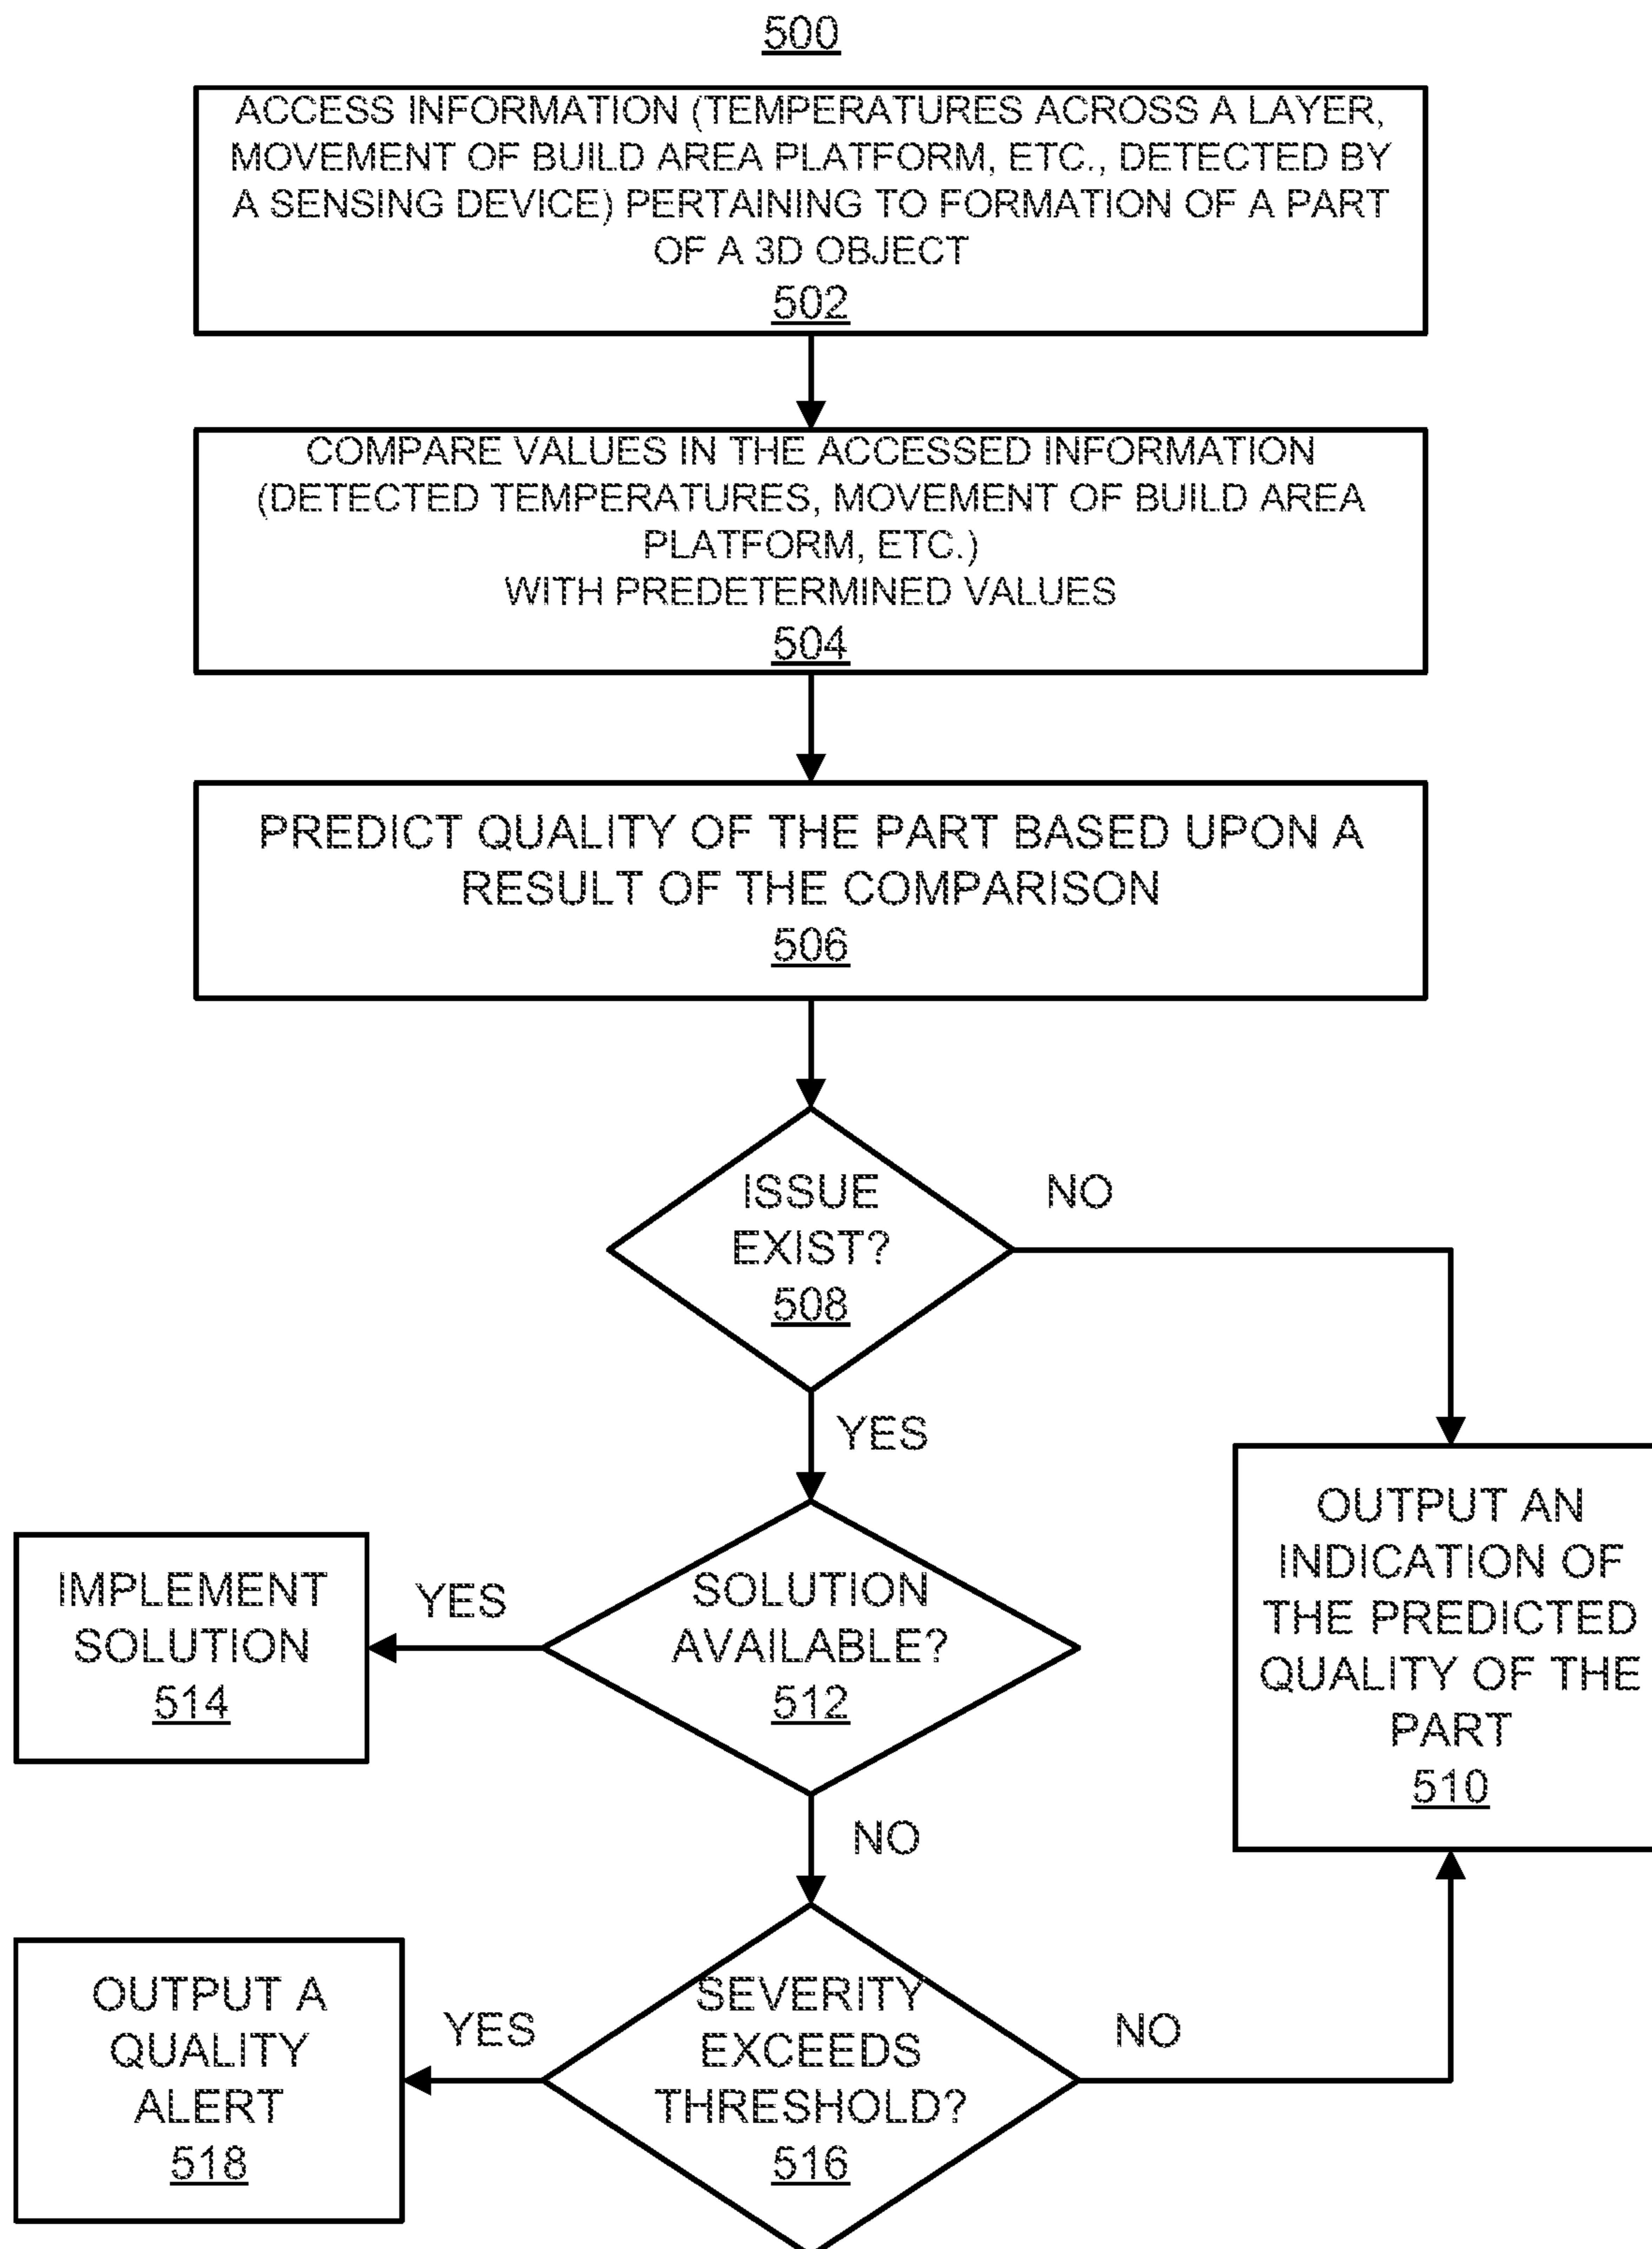 500
ACCESS INFORMATION (TEMPERATURES ACROSS A LAYER,
MOVEMENT OF BUILD AREA PLATFORM, ETC., DETECTED BY
A SENSING DEVICE) PERTAINING TO FORMATION OF A PART
OF A 3D OBJECT
502
COMPARE VALUES IN THE ACCESSED INFORMATION
(DETECTED TEMPERATURES, MOVEMENT OF BUILD AREA
PLATFORM, ETC.)
WITH PREDETERMINED VALUES
504
PREDICT QUALITY OF THE PART BASED UPON A
RESULT OF THE COMPARISON
506
ISSUE
EXIST?
508
NO
YES
OUTPUT AN
INDICATION OF
THE PREDICTED
QUALITY OF THE
PART
510
SOLUTION
AVAILABLE?
512
YES
IMPLEMENT
SOLUTION
514
NO
SEVERITY
EXCEEDS
THRESHOLD?
516
YES
OUTPUT A
QUALITY
ALERT
518
NO